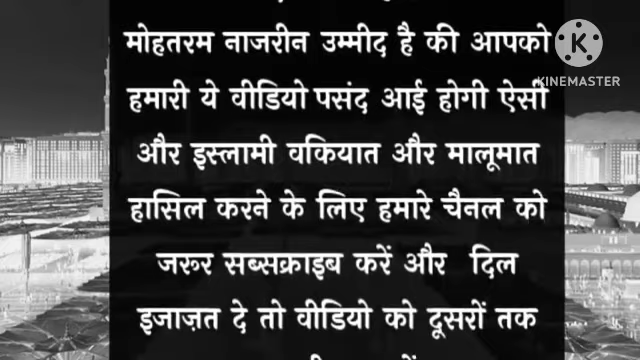 मोहतरम नाजरीन उम्मीद है की आपको
हमारी ये वीडियो पसंद आई होगी ऐसी
और इस्लामी वकियात और मालूमात
हासिल करने के लिए हमारे चैनल को
जरूर सब्सक्राइब करें और दिल
इजाज़त दे तो वीडियो को दूसरों तक
KINEMASTER